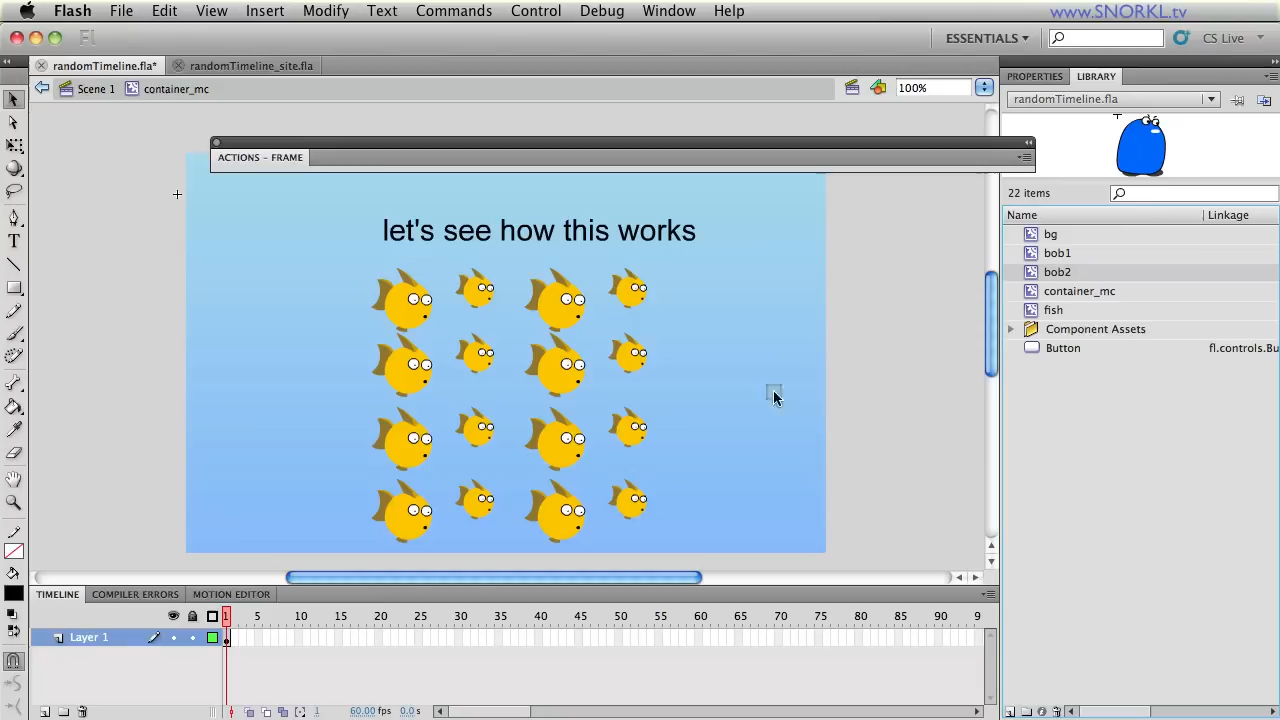 Flash File Edit View Insert Modify Text Commands Control Debug Window Help
www.SNORKL.tv
Fl ESSENTIALS CS Live
randomTimeline.fla* randomTimeline_site.fla
PROPERTIES LIBRARY
Scene 1 container_mc 100%
randomTimeline.fla
ACTIONS – FRAME
22 items
Name Linkage
let's see how this works
bg
bob1
bob2
container_mc
fish
Component Assets
Button fl.controls.Bu
TIMELINE COMPILER ERRORS MOTION EDITOR
1 5 10 15 20 25 30 35 40 45 50 55 60 65 70 75 80 85 90 9
Layer 1
1 60.00 fps 0.0 s